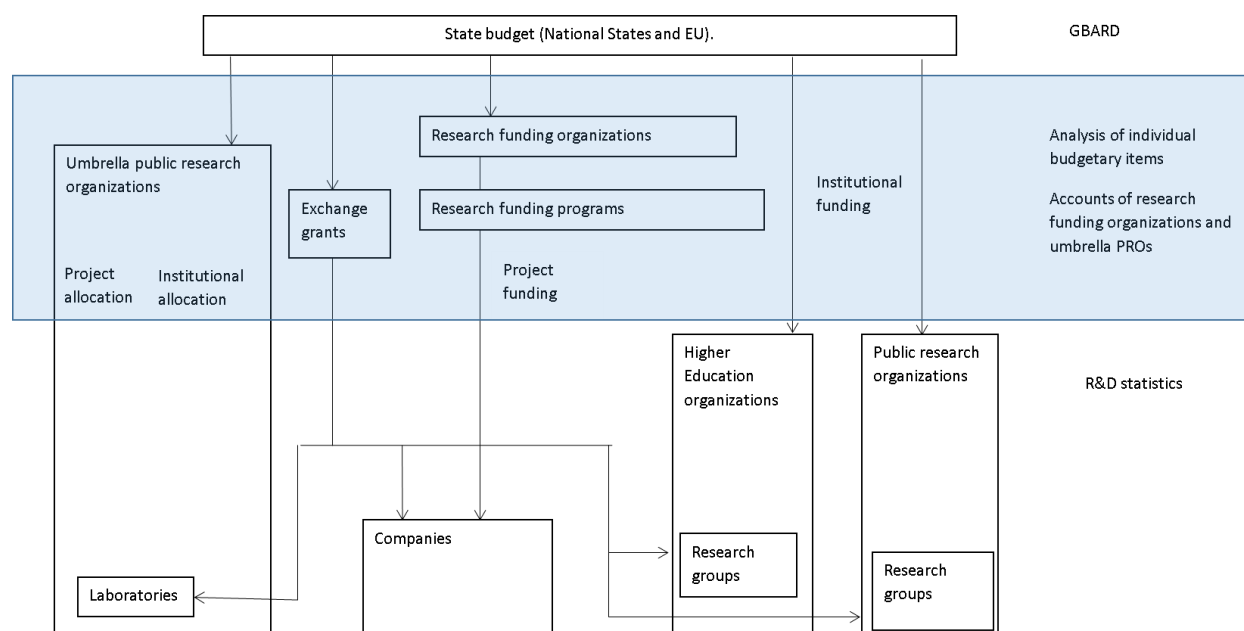 State budget (National States and EU).
GBARD
Umbrella public research
organizations
Exchange
grants
Research funding organizations
Research funding programs
Institutional
funding
Analysis of individual
budgetary items
Accounts of research
funding organizations and
umbrella PROs
Project
allocation
Institutional
allocation
Project
funding
Higher
Education
organizations
Public research
organizations
R&D statistics
Companies
Laboratories
Research
groups
Research
groups